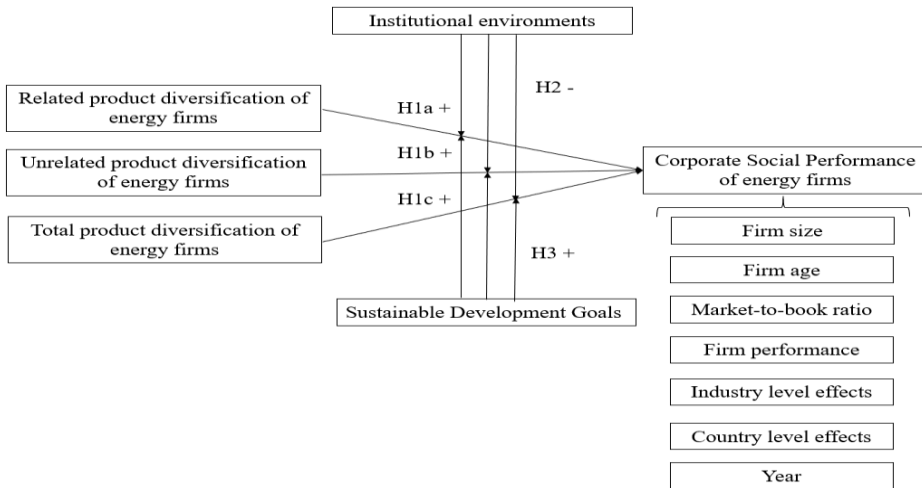 Institutional environments
H2 -
Related product diversification of
energy firms
H1a +
Unrelated product diversification
of energy firms
H1b +
Corporate Social Performance
of energy firms
H1c +
Total product diversification of
energy firms
H3 +
Sustainable Development Goals
Firm size
Firm age
Market-to-book ratio
Firm performance
Industry level effects
Country level effects
Year